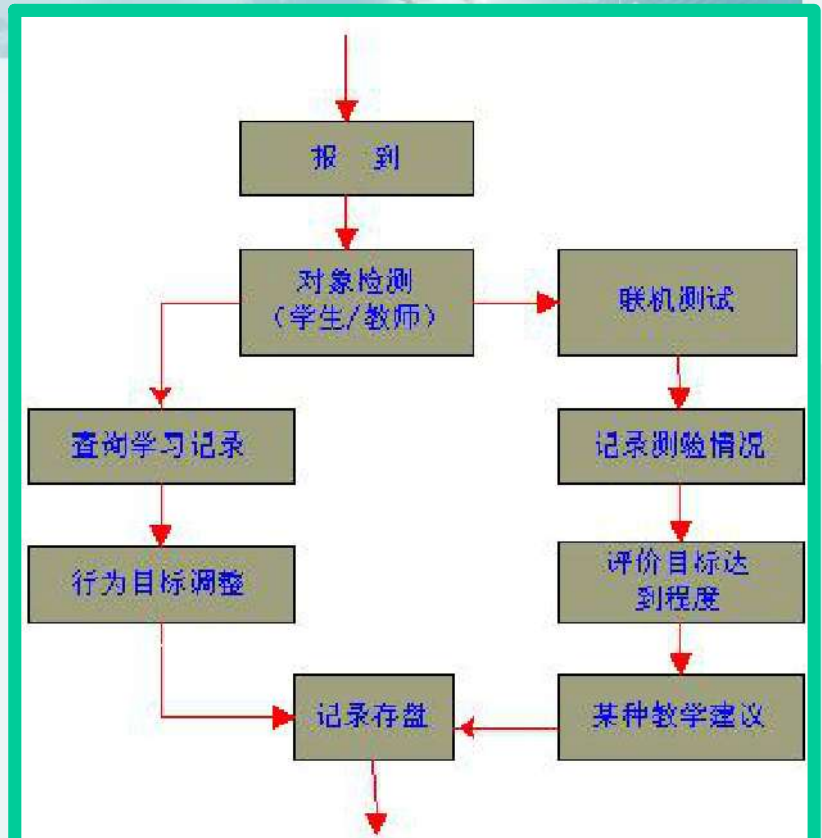 报 到
对象检测
（学生/教师）
联机测试
查询学习记录
记录测验情况
行为目标调整
评价目标达
到程度
记录存盘
某种教学建议